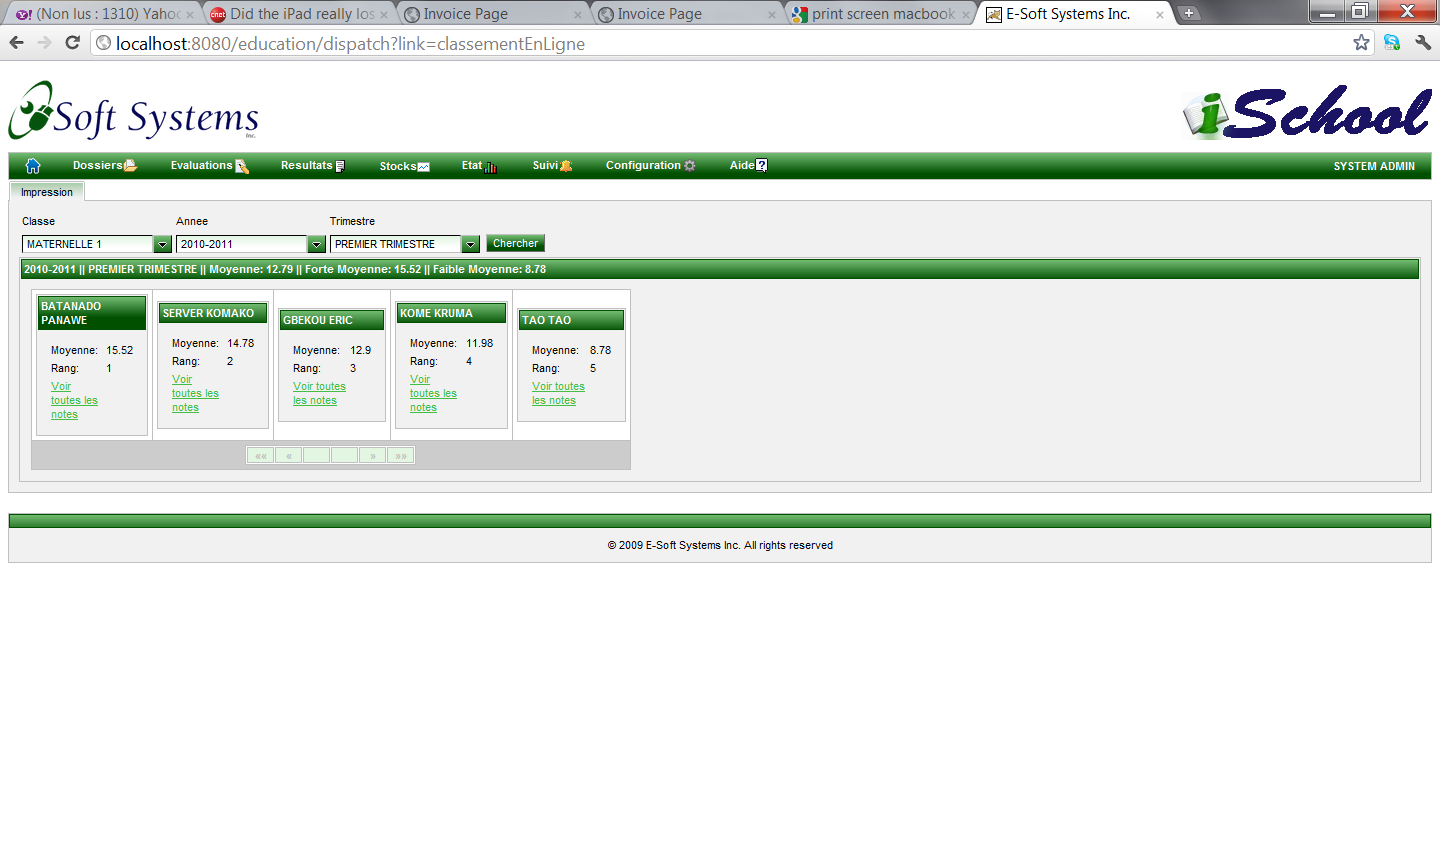 (Non lus : 1310) Yahoo
Did the iPad really los
Invoice Page
Invoice Page
print screen macbook
E-Soft Systems Inc.
localhost:8080/education/dispatch?link=classementEnLigne
Soft Systems
Inc.
iSchool
Dossiers
Evaluations
Resultats
Stocks
Etat
Suivi
Configuration
Aide
SYSTEM ADMIN
Impression
Classe
Annee
Trimestre
MATERNELLE 1
2010-2011
PREMIER TRIMESTRE
Chercher
2010-2011 || PREMIER TRIMESTRE || Moyenne: 12.79 || Forte Moyenne: 15.52 || Faible Moyenne: 8.78
BATANADO
PANAWE
Moyenne: 15.52
Rang: 1
Voir
toutes les
notes
SERVER KOMAKO
Moyenne: 14.78
Rang: 2
Voir
toutes les
notes
GBEKOU ERIC
Moyenne: 12.9
Rang: 3
Voir toutes
les notes
KOME KRUMA
Moyenne: 11.98
Rang: 4
Voir
toutes les
notes
TAO TAO
Moyenne: 8.78
Rang: 5
Voir toutes
les notes
«« « » »»
© 2009 E-Soft Systems Inc. All rights reserved